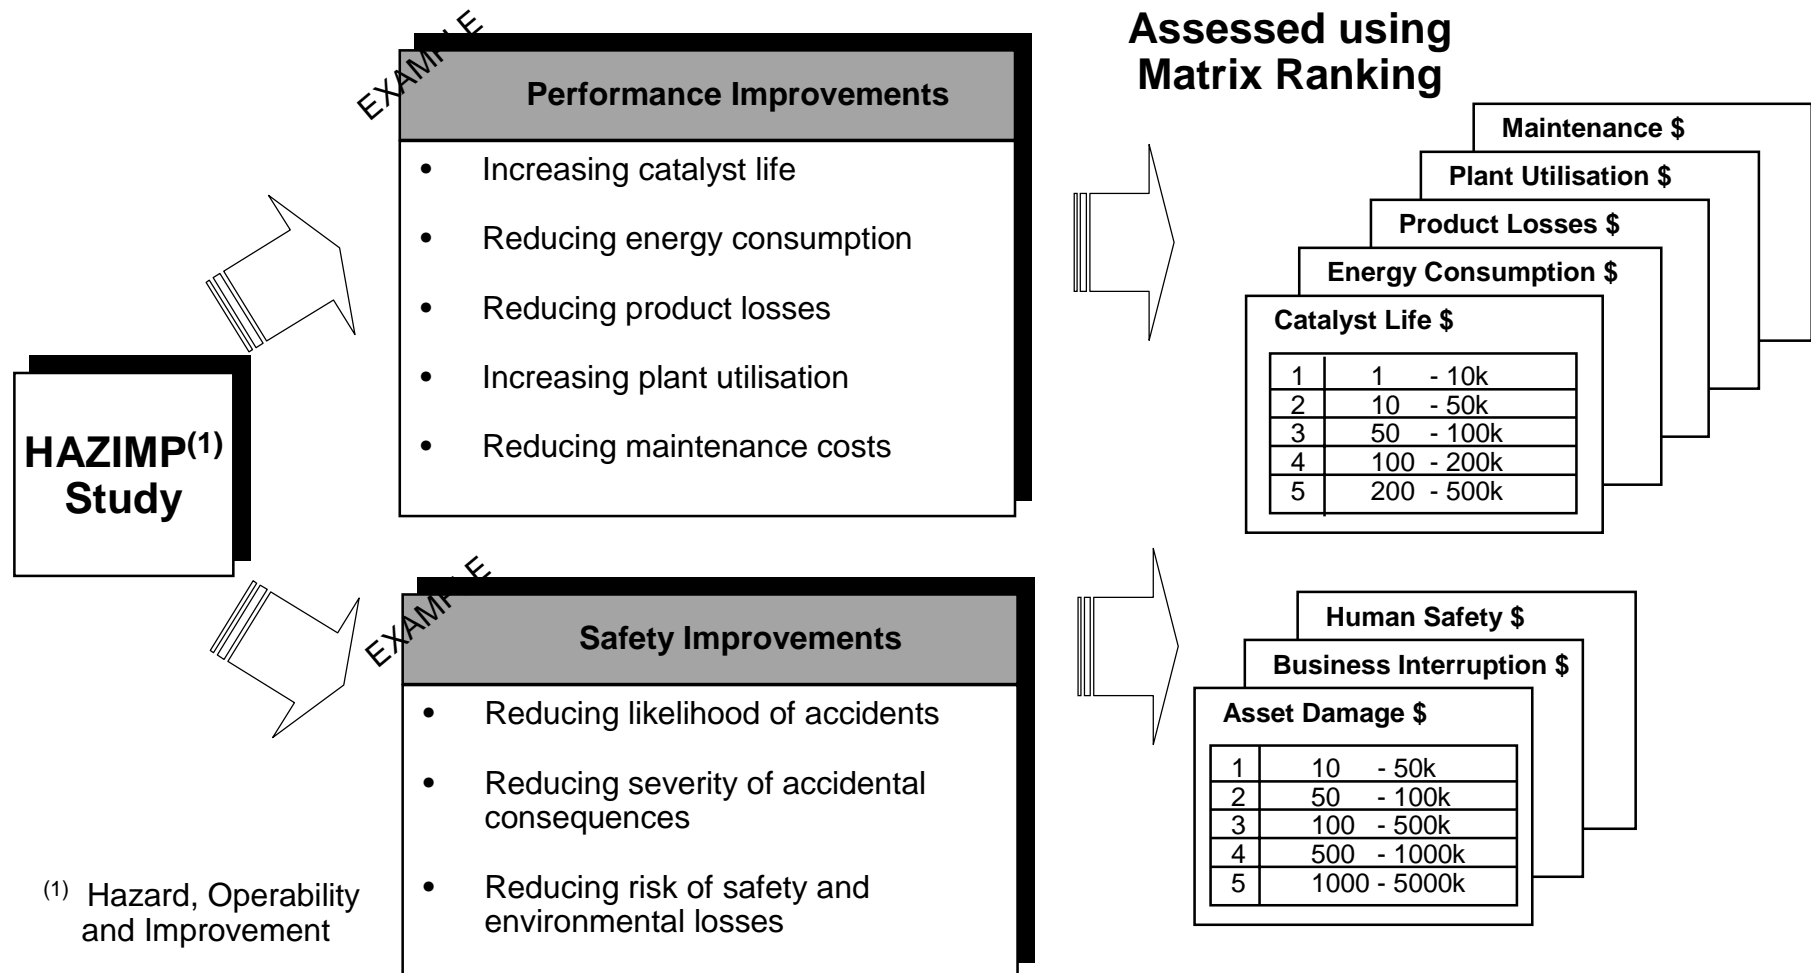 HAZIMP(1)
Study
(1) Hazard, Operability
and Improvement
EXAMPLE
Performance Improvements
• Increasing catalyst life
• Reducing energy consumption
• Reducing product losses
• Increasing plant utilisation
• Reducing maintenance costs
EXAMPLE
Safety Improvements
• Reducing likelihood of accidents
• Reducing severity of accidental
consequences
• Reducing risk of safety and
environmental losses
Assessed using
Matrix Ranking
Maintenance $
Plant Utilisation $
Product Losses $
Energy Consumption $
Catalyst Life $
1 1 - 10k
2 10 - 50k
3 50 - 100k
4 100 - 200k
5 200 - 500k
Human Safety $
Business Interruption $
Asset Damage $
1 10 - 50k
2 50 - 100k
3 100 - 500k
4 500 - 1000k
5 1000 - 5000k